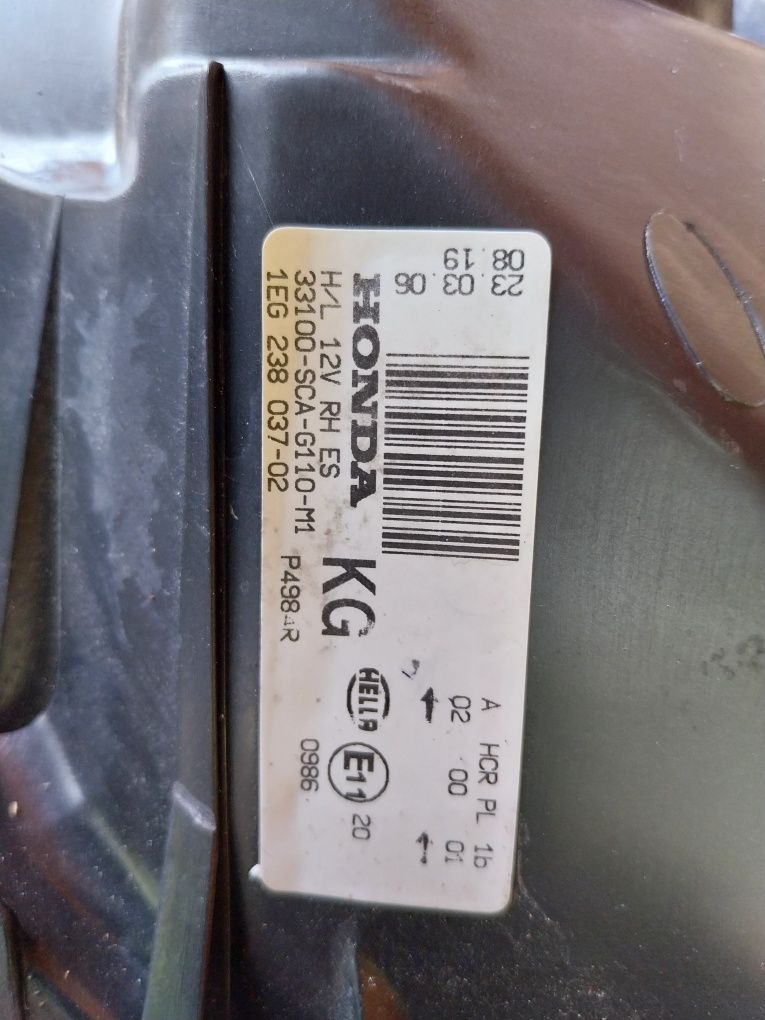 23.03.06
08.19
A HCR PL 1b
02 00 01
HONDA KG HELLA E11 20
H/L 12V RH ES
33100-SCA-G110-M1 0986
1EG 238 037-02